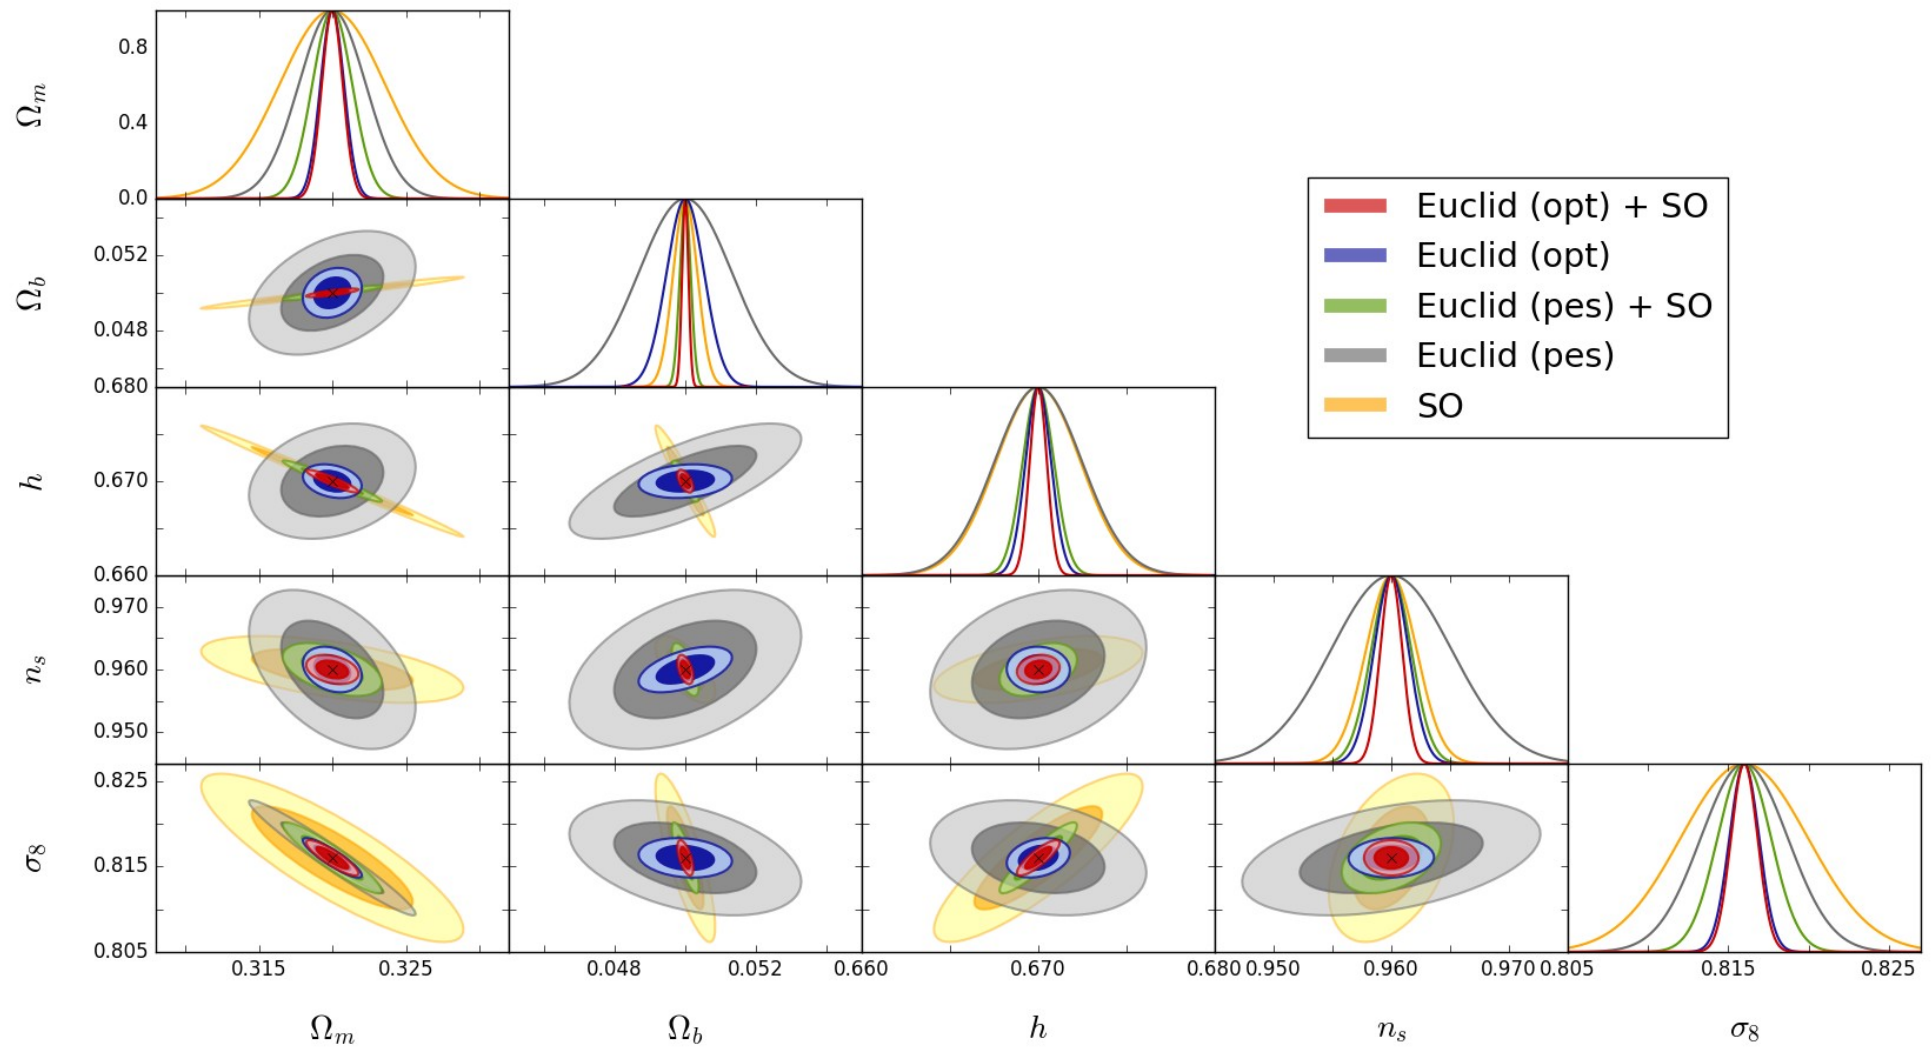 Ω_m
0.8
0.4
0.0
Ω_b
0.052
0.048
0.680
h
0.670
0.660
n_s
0.970
0.960
0.950
σ_8
0.825
0.815
0.805
Euclid (opt) + SO
Euclid (opt)
Euclid (pes) + SO
Euclid (pes)
SO
0.315 0.325 0.048 0.052 0.660 0.670 0.680 0.950 0.960 0.970 0.805 0.815 0.825
Ω_m Ω_b h n_s σ_8